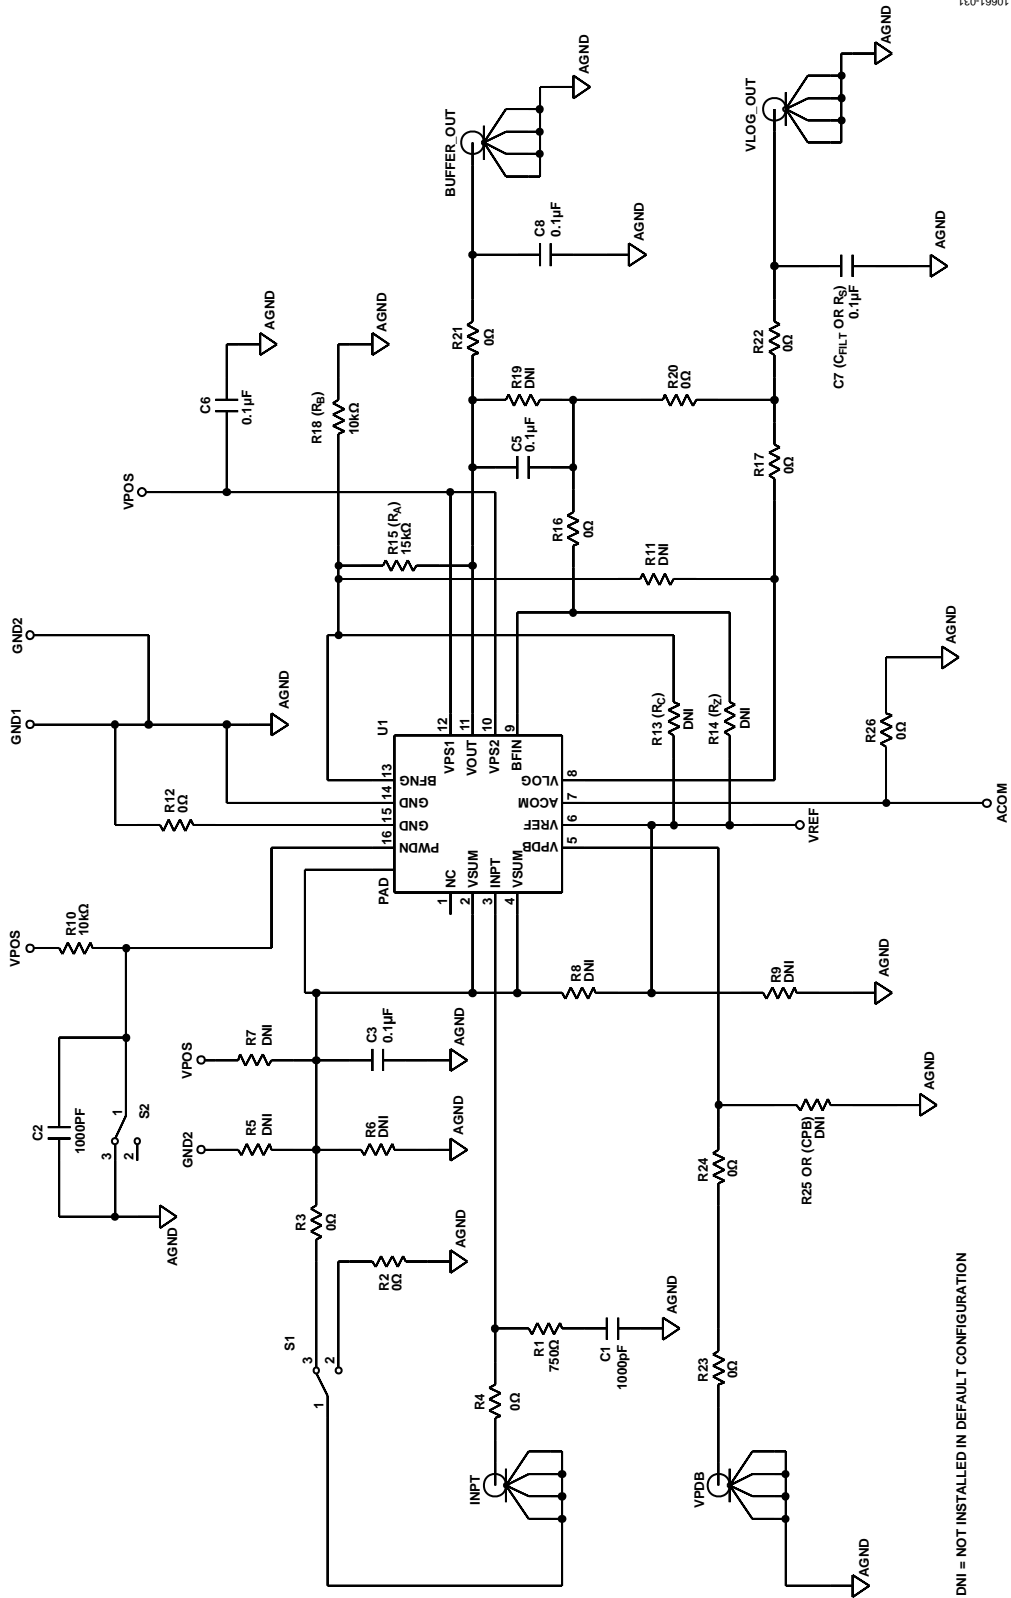 10661-031
GND2
GND1
VPOS
VPOS
AGND
AGND
C6
0.1µF
AGND
R18 (RB)
10kΩ
AGND
R15 (RA)
15kΩ
BUFFER_OUT
AGND
C8
0.1µF
AGND
R21
0Ω
R19
DNI
C5
0.1µF
R16
0Ω
R20
0Ω
R11
DNI
VLOG_OUT
AGND
C7 (CFILT OR RS)
0.1µF
AGND
R22
0Ω
R17
0Ω
R12
0Ω
R10
10kΩ
U1
PAD
16
PWDN
15
GND
14
GND
13
BFNG
12
VPS1
11
VOUT
10
VPS2
9
BFIN
8
VLOG
7
ACOM
6
VREF
5
VPDB
1
NC
2
VSUM
3
INPT
4
VSUM
R13 (RC)
DNI
R14 (RZ)
DNI
R26
0Ω
AGND
ACOM
VREF
R8
DNI
R9
DNI
AGND
C2
1000PF
S2
1
3
2
AGND
VPOS
R7
DNI
C3
0.1µF
AGND
GND2
R5
DNI
R6
DNI
AGND
R3
0Ω
R2
0Ω
AGND
S1
3
2
1
R4
0Ω
R1
750Ω
C1
1000pF
AGND
INPT
R24
0Ω
R25 OR (CPB)
DNI
AGND
R23
0Ω
VPDB
AGND
DNI = NOT INSTALLED IN DEFAULT CONFIGURATION